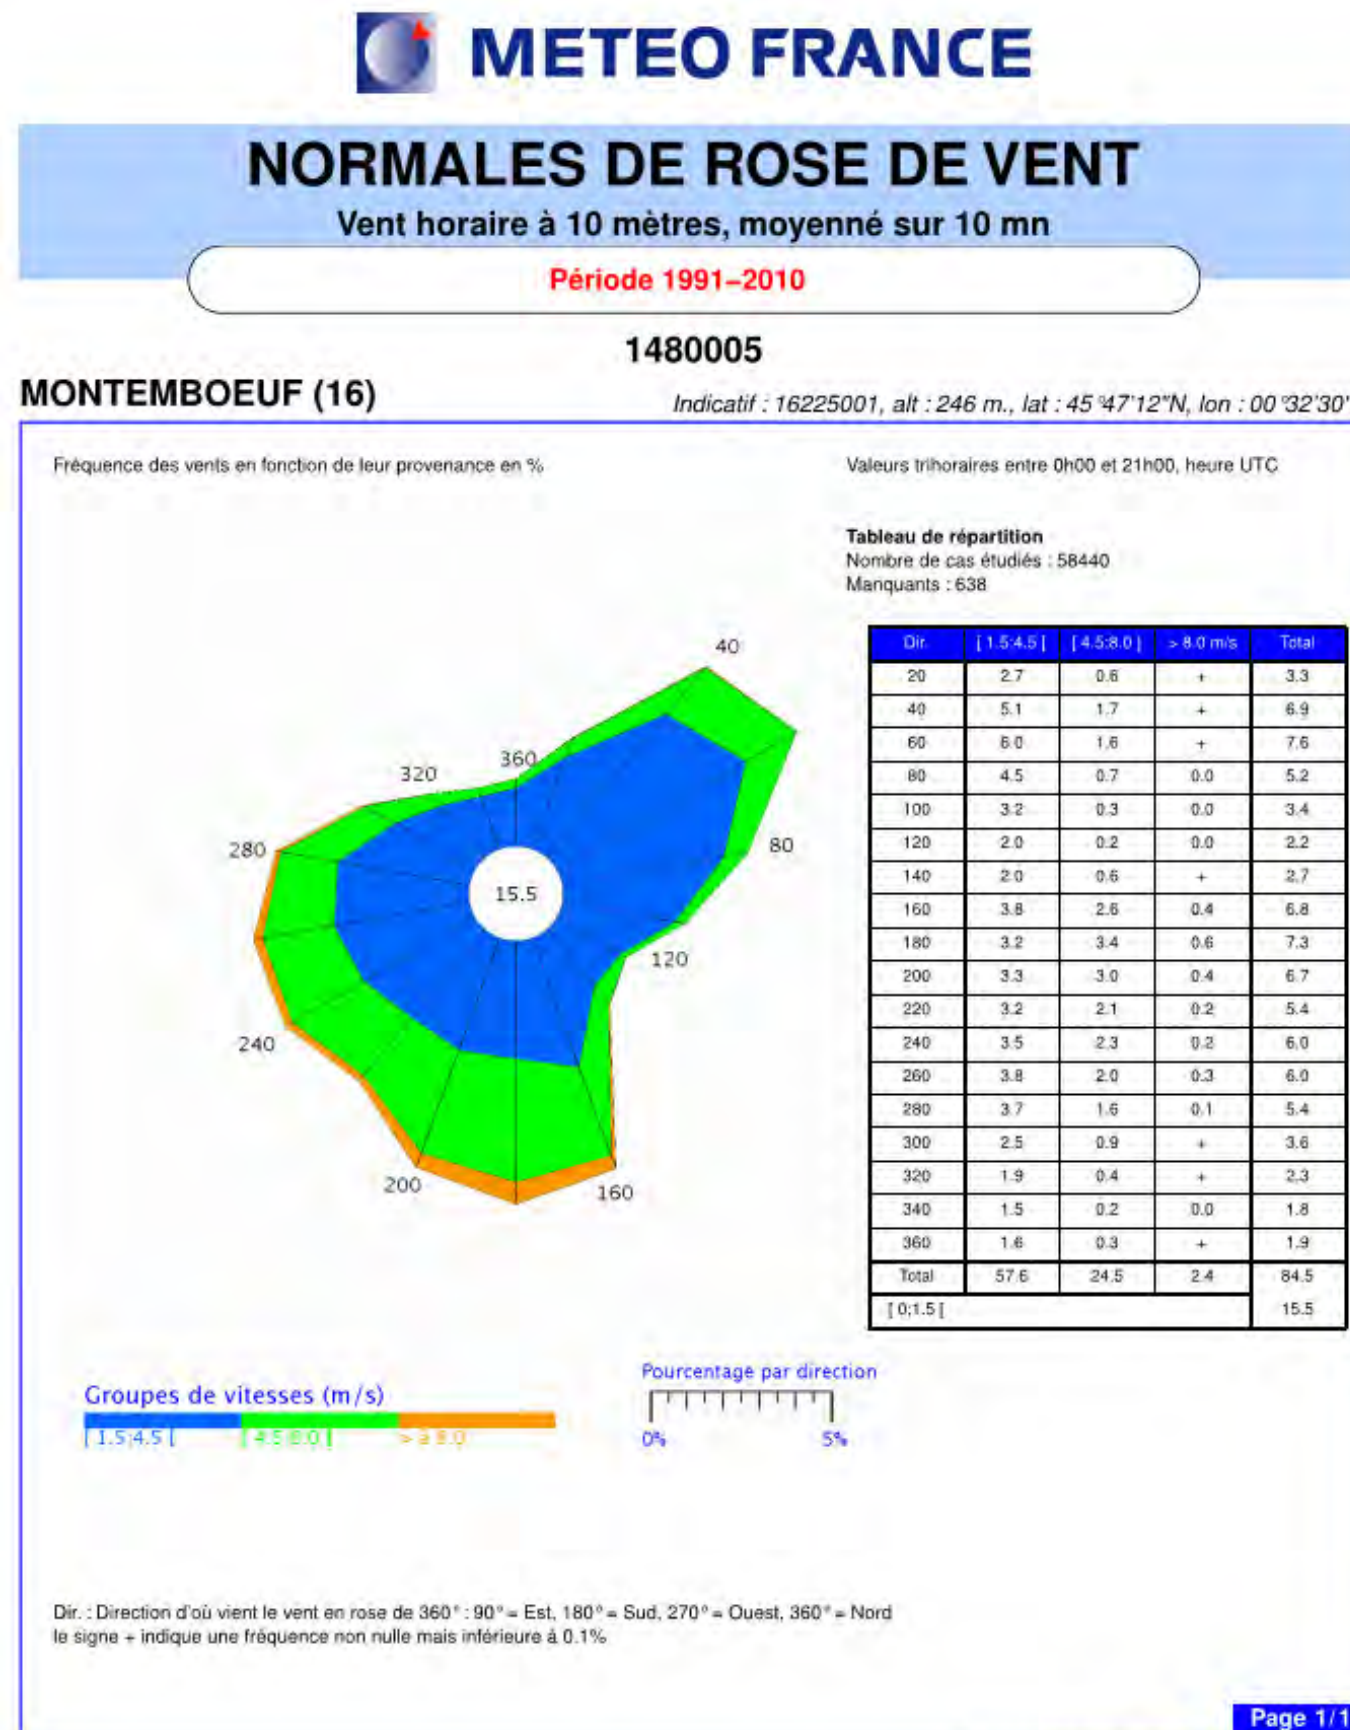 METEO FRANCE
NORMALES DE ROSE DE VENT
Vent horaire à 10 mètres, moyenné sur 10 mn
Période 1991–2010
1480005
MONTEMBOEUF (16)
Indicatif : 16225001, alt : 246 m., lat : 45°47'12"N, lon : 00°32'30"
Fréquence des vents en fonction de leur provenance en %
Valeurs trihoraires entre 0h00 et 21h00, heure UTC
Tableau de répartition
Nombre de cas étudiés : 58440
Manquants : 638
Dir. [ 1.5;4.5 [ [ 4.5;8.0 ] > 8.0 m/s Total
20 2.7 0.6 + 3.3
40 5.1 1.7 + 6.9
60 6.0 1.6 + 7.6
80 4.5 0.7 0.0 5.2
100 3.2 0.3 0.0 3.4
120 2.0 0.2 0.0 2.2
140 2.0 0.6 + 2.7
160 3.8 2.6 0.4 6.8
180 3.2 3.4 0.6 7.3
200 3.3 3.0 0.4 6.7
220 3.2 2.1 0.2 5.4
240 3.5 2.3 0.2 6.0
260 3.8 2.0 0.3 6.0
280 3.7 1.6 0.1 5.4
300 2.5 0.9 + 3.6
320 1.9 0.4 + 2.3
340 1.5 0.2 0.0 1.8
360 1.6 0.3 + 1.9
Total 57.6 24.5 2.4 84.5
[ 0;1.5 [ 15.5
40
360
320
280
80
15.5
120
240
200
160
Groupes de vitesses (m/s)
[ 1.5;4.5 [ [ 4.5;8.0 ] > 8.0
Pourcentage par direction
0% 5%
Dir. : Direction d'où vient le vent en rose de 360° : 90° = Est, 180° = Sud, 270° = Ouest, 360° = Nord
le signe + indique une fréquence non nulle mais inférieure à 0.1%
Page 1/1